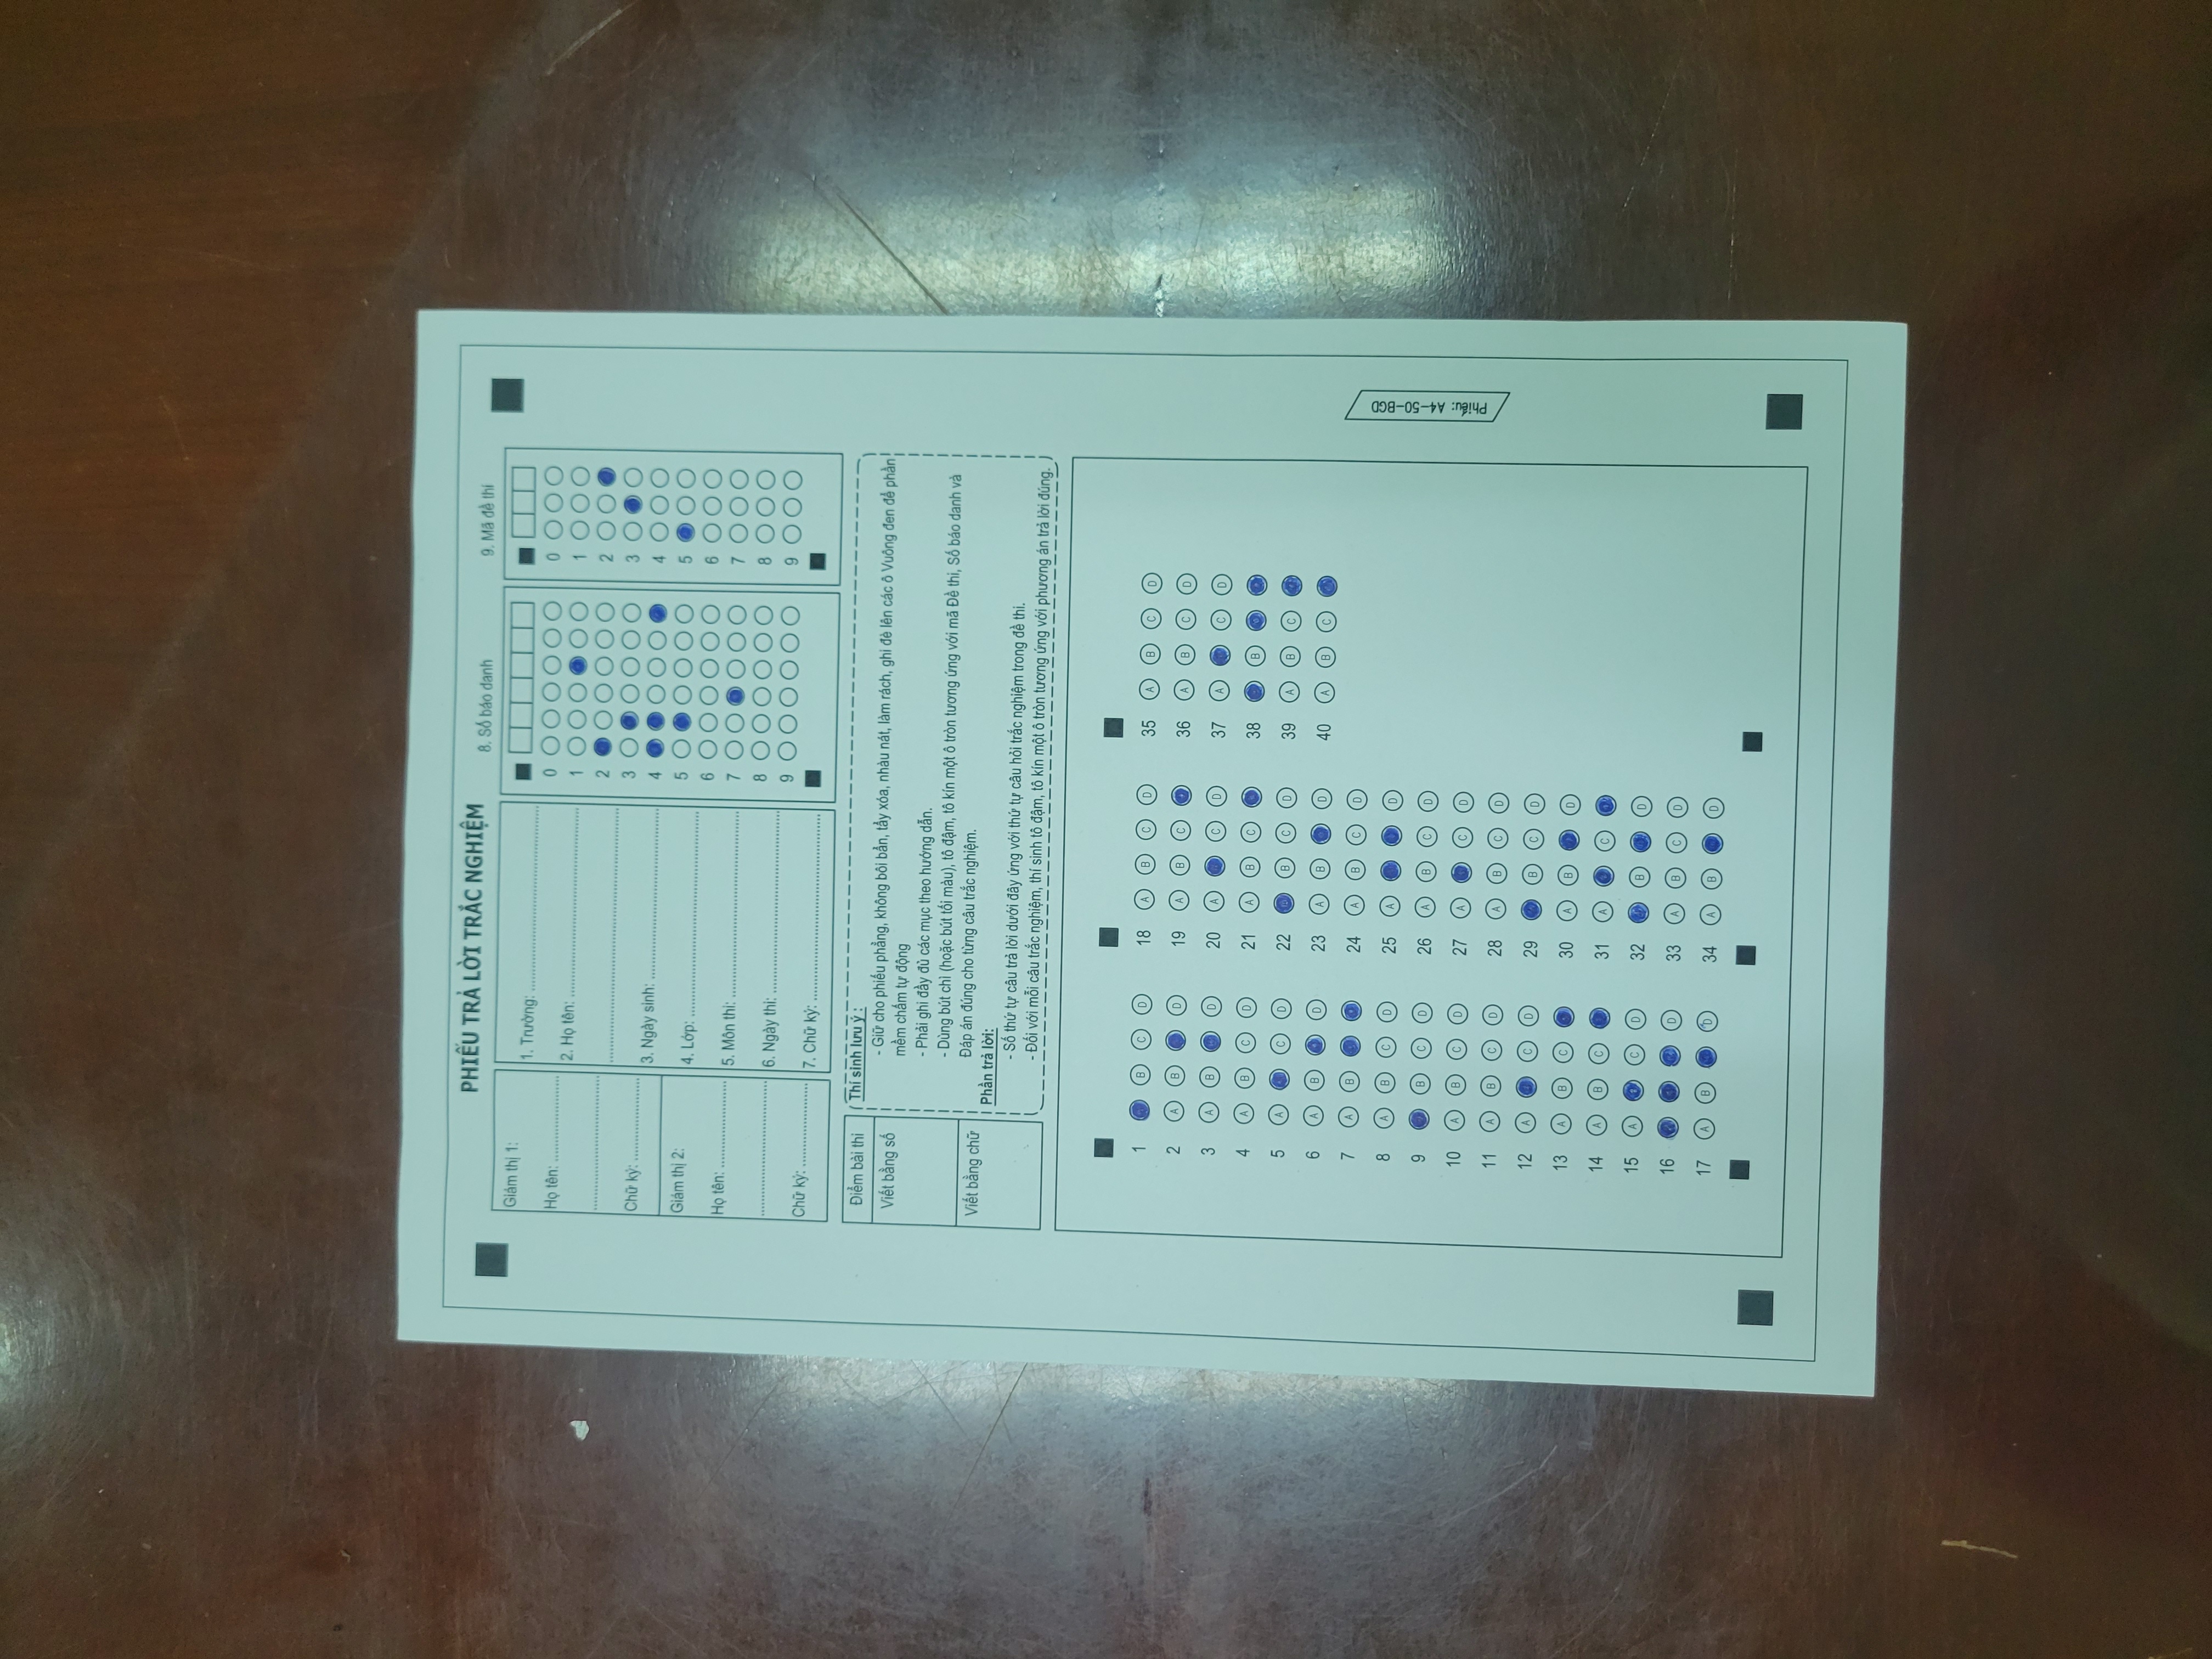 PHIẾU TRẢ LỜI TRẮC NGHIỆM
Giám thị 1:
Họ tên:
Chữ ký:
Giám thị 2:
Họ tên:
Chữ ký:
1. Trường:
2. Họ tên:
3. Ngày sinh:
4. Lớp:
5. Môn thi:
6. Ngày thi:
7. Chữ ký:
8. Số báo danh
0
1
2
3
4
5
6
7
8
9
9. Mã đề thi
0
1
2
3
4
5
6
7
8
9
Điểm bài thi
Viết bằng số
Viết bằng chữ
Thí sinh lưu ý :
- Giữ cho phiếu phẳng, không bôi bẩn, tẩy xóa, nhàu nát, làm rách, ghi đè lên các ô Vuông đen để phần
mềm chấm tự động
- Phải ghi đầy đủ các mục theo hướng dẫn.
- Dùng bút chì (hoặc bút tối màu), tô đậm, tô kín một ô tròn tương ứng với mã Đề thi, Số báo danh và
Đáp án đúng cho từng câu trắc nghiệm.
Phần trả lời:
- Số thứ tự câu trả lời dưới đây ứng với thứ tự câu hỏi trắc nghiệm trong đề thi.
- Đối với mỗi câu trắc nghiệm, thí sinh tô đậm, tô kín một ô tròn tương ứng với phương án trả lời đúng.
1 B C D
2 A B D
3 A B D
4 A B C D
5 A C D
6 A B D
7 A B
8 A B C D
9 B C D
10 A B C D
11 A B C D
12 A C D
13 A B C
14 A B C
15 A C D
16 D
17 A B D
18 A B C D
19 A B C
20 A C D
21 A B C
22 B C D
23 A B D
24 A B C D
25 A D
26 A B C D
27 A C D
28 A B C D
29 B C D
30 A B D
31 A C
32 B D
33 A B C D
34 A B D
35 A B C D
36 A B C D
37 A C D
38 B
39 A B C
40 A B C
Phiếu: A4-50-BGD